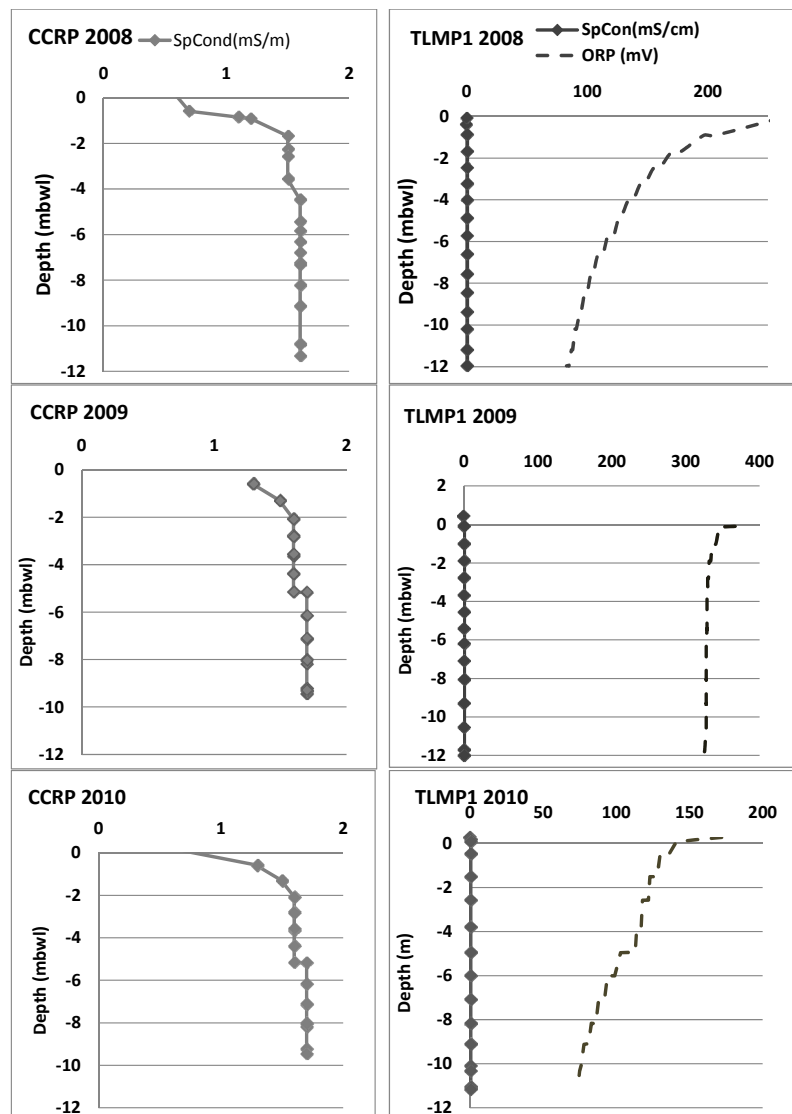 CCRP 2008
SpCond(mS/m)
0 1 2
0
-2
-4
-6
-8
-10
-12
Depth (mbwl)
TLMP1 2008
SpCon(mS/cm)
ORP (mV)
0 100 200
0
-2
-4
-6
-8
-10
-12
Depth (mbwl)
CCRP 2009
0 1 2
0
-2
-4
-6
-8
-10
-12
Depth (mbwl)
TLMP1 2009
0 100 200 300 400
2
0
-2
-4
-6
-8
-10
-12
Depth (mbwl)
CCRP 2010
0 1 2
0
-2
-4
-6
-8
-10
-12
Depth (mbwl)
TLMP1 2010
0 50 100 150 200
0
-2
-4
-6
-8
-10
-12
Depth (m)